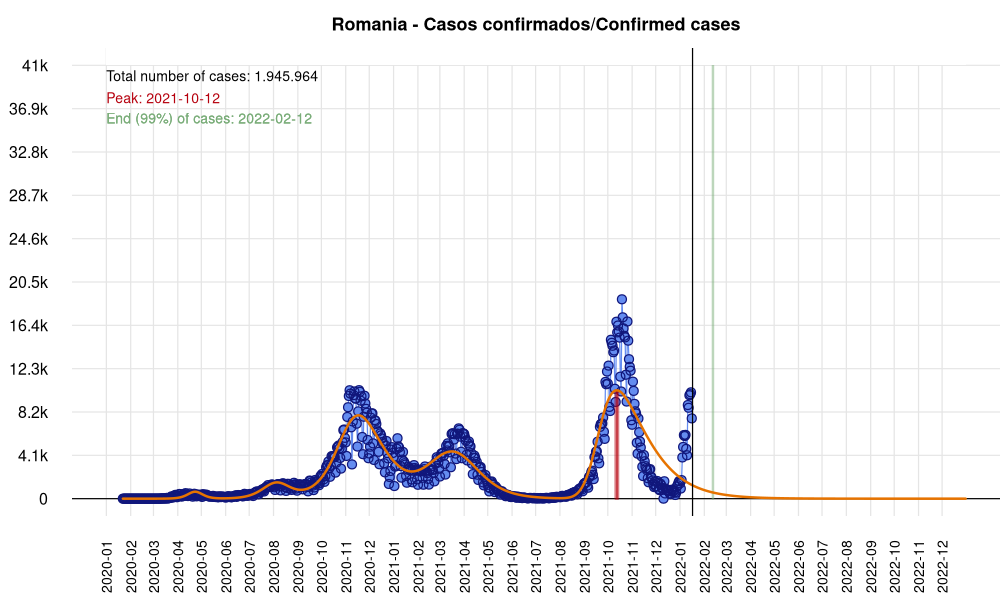 Romania - Casos confirmados/Confirmed cases
Total number of cases: 1.945.964
Peak: 2021-10-12
End (99%) of cases: 2022-02-12
41k
36.9k
32.8k
28.7k
24.6k
20.5k
16.4k
12.3k
8.2k
4.1k
0
2020-01
2020-02
2020-03
2020-04
2020-05
2020-06
2020-07
2020-08
2020-09
2020-10
2020-11
2020-12
2021-01
2021-02
2021-03
2021-04
2021-05
2021-06
2021-07
2021-08
2021-09
2021-10
2021-11
2021-12
2022-01
2022-02
2022-03
2022-04
2022-05
2022-06
2022-07
2022-08
2022-09
2022-10
2022-11
2022-12